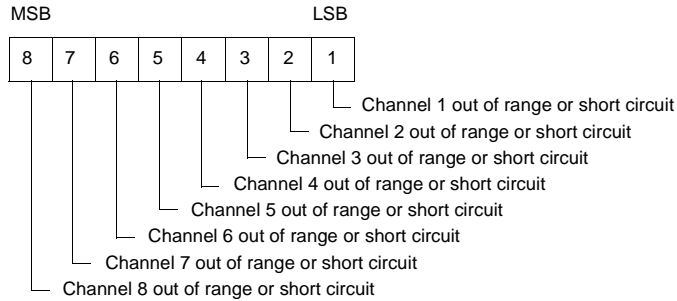 MSB LSB
8 7 6 5 4 3 2 1
Channel 1 out of range or short circuit
Channel 2 out of range or short circuit
Channel 3 out of range or short circuit
Channel 4 out of range or short circuit
Channel 5 out of range or short circuit
Channel 6 out of range or short circuit
Channel 7 out of range or short circuit
Channel 8 out of range or short circuit